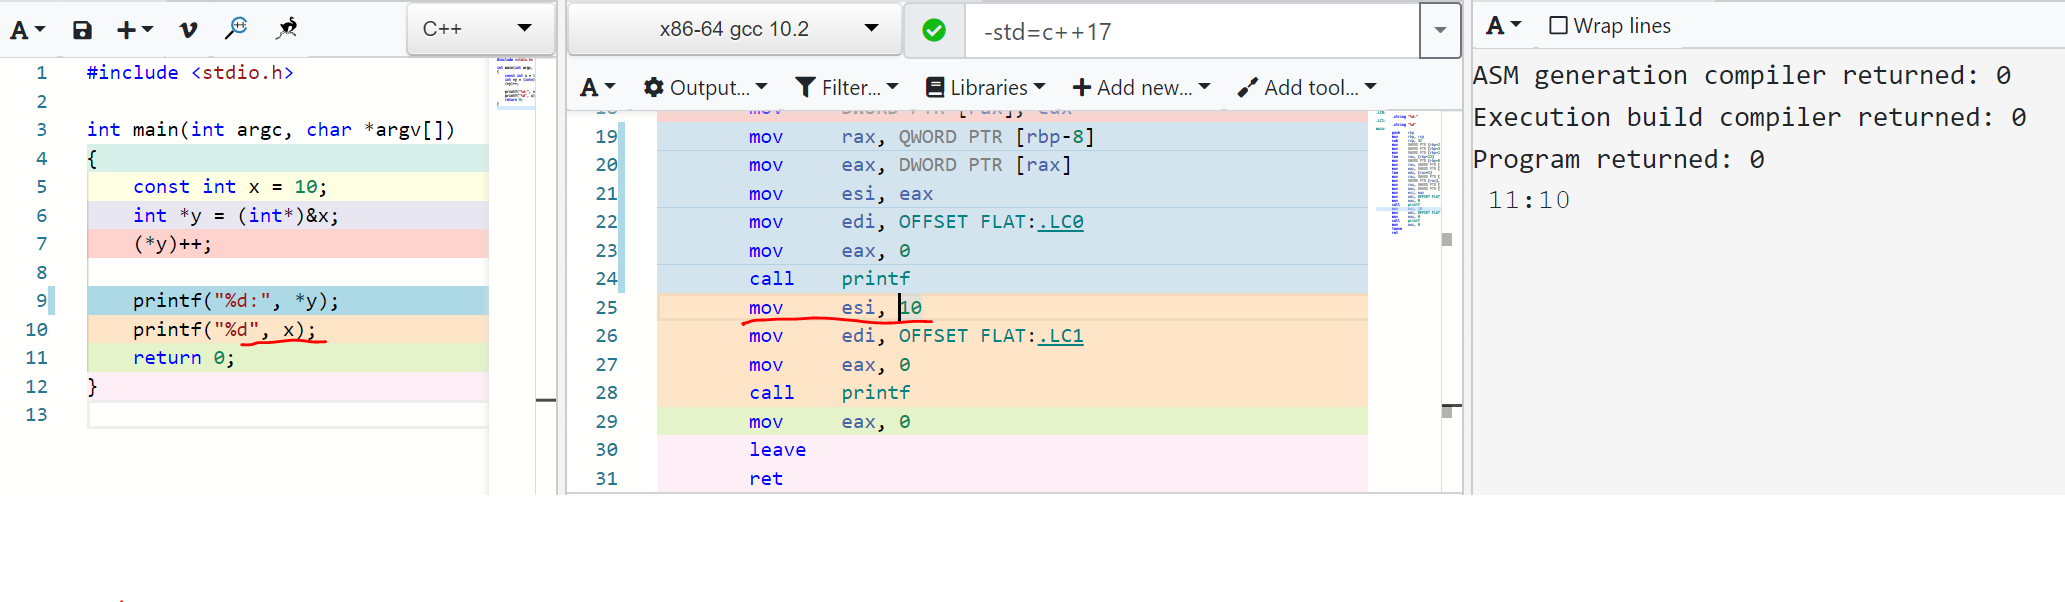 A
C++
1 #include <stdio.h>
2
3 int main(int argc, char *argv[])
4 {
5 const int x = 10;
6 int *y = (int*)&x;
7 (*y)++;
8
9 printf("%d:", *y);
10 printf("%d", x);
11 return 0;
12 }
13
x86-64 gcc 10.2
-std=c++17
A Output... Filter... Libraries + Add new... Add tool...
19 mov rax, QWORD PTR [rbp-8]
20 mov eax, DWORD PTR [rax]
21 mov esi, eax
22 mov edi, OFFSET FLAT:.LC0
23 mov eax, 0
24 call printf
25 mov esi, 10
26 mov edi, OFFSET FLAT:.LC1
27 mov eax, 0
28 call printf
29 mov eax, 0
30 leave
31 ret
A Wrap lines
ASM generation compiler returned: 0
Execution build compiler returned: 0
Program returned: 0
11:10